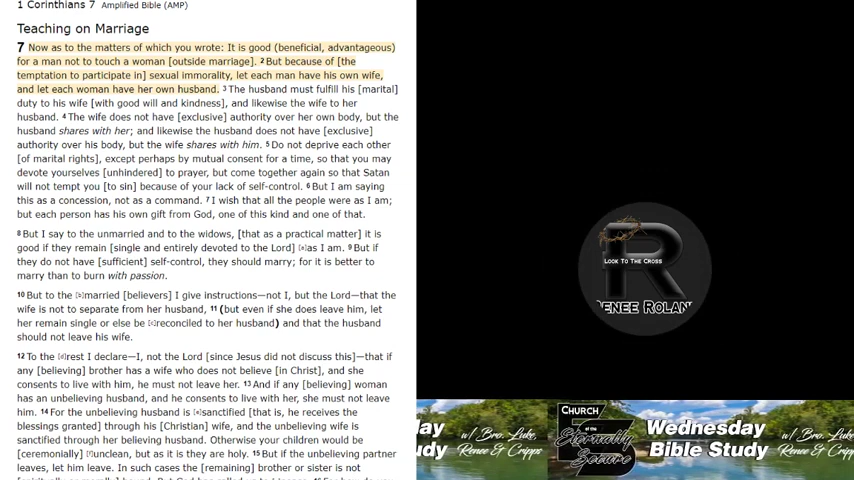 1 Corinthians 7 Amplified Bible (AMP)
Teaching on Marriage
7 Now as to the matters of which you wrote: It is good (beneficial, advantageous)
for a man not to touch a woman [outside marriage]. 2 But because of [the
temptation to participate in] sexual immorality, let each man have his own wife,
and let each woman have her own husband. 3 The husband must fulfill his [marital]
duty to his wife [with good will and kindness], and likewise the wife to her
husband. 4 The wife does not have [exclusive] authority over her own body, but the
husband shares with her; and likewise the husband does not have [exclusive]
authority over his body, but the wife shares with him. 5 Do not deprive each other
[of marital rights], except perhaps by mutual consent for a time, so that you may
devote yourselves [unhindered] to prayer, but come together again so that Satan
will not tempt you [to sin] because of your lack of self-control. 6 But I am saying
this as a concession, not as a command. 7 I wish that all the people were as I am;
but each person has his own gift from God, one of this kind and one of that.
8 But I say to the unmarried and to the widows, [that as a practical matter] it is
good if they remain [single and entirely devoted to the Lord] [a]as I am. 9 But if
they do not have [sufficient] self-control, they should marry; for it is better to
marry than to burn with passion.
10 But to the [b]married [believers] I give instructions—not I, but the Lord—that the
wife is not to separate from her husband, 11 (but even if she does leave him, let
her remain single or else be [c]reconciled to her husband) and that the husband
should not leave his wife.
12 To the [d]rest I declare—I, not the Lord [since Jesus did not discuss this]—that if
any [believing] brother has a wife who does not believe [in Christ], and she
consents to live with him, he must not leave her. 13 And if any [believing] woman
has an unbelieving husband, and he consents to live with her, she must not leave
him. 14 For the unbelieving husband is [e]sanctified [that is, he receives the
blessings granted] through his [Christian] wife, and the unbelieving wife is
sanctified through her believing husband. Otherwise your children would be
[ceremonially] [f]unclean, but as it is they are holy. 15 But if the unbelieving partner
leaves, let him leave. In such cases the [remaining] brother or sister is not
R
LOOK TO THE CROSS
RENEE ROLAN
day
Study
w/ Bro. Luke,
Renee & Cripps
CHURCH
of the
Eternally
Secure
Wednesday
Bible Study
w/ Bro. Luke,
Renee & Cripps